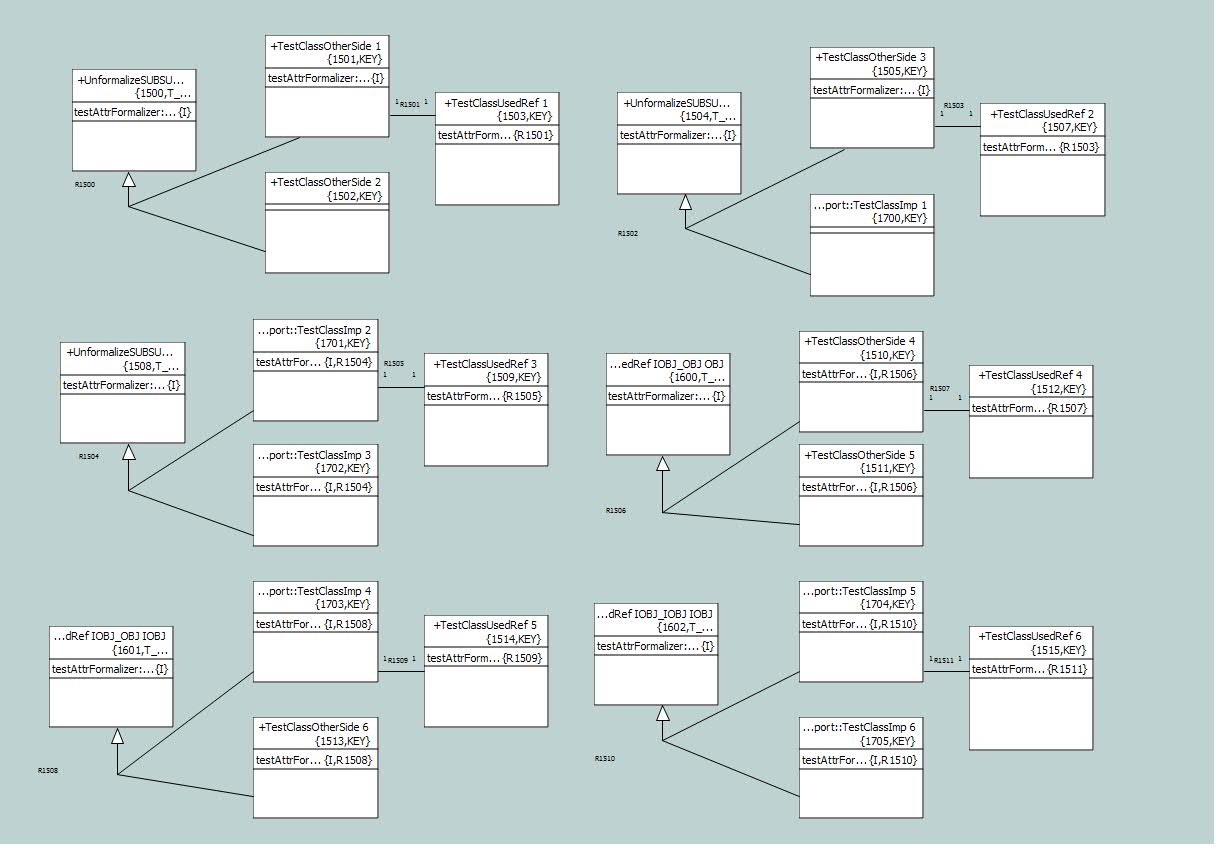 +UnformalizeSUBSU...
{1500,T_...
testAttrFormalizer:...{I}
R1500
+TestClassOtherSide 1
{1501,KEY}
testAttrFormalizer:...{I}
1 R1501 1
+TestClassUsedRef 1
{1503,KEY}
testAttrForm... {R1501}
+TestClassOtherSide 2
{1502,KEY}
+UnformalizeSUBSU...
{1504,T_...
testAttrFormalizer:...{I}
R1502
+TestClassOtherSide 3
{1505,KEY}
testAttrFormalizer:...{I}
R1503
1 1
+TestClassUsedRef 2
{1507,KEY}
testAttrForm... {R1503}
...port::TestClassImp 1
{1700,KEY}
+UnformalizeSUBSU...
{1508,T_...
testAttrFormalizer:...{I}
R1504
...port::TestClassImp 2
{1701,KEY}
testAttrFor... {I,R1504}
R1505
1 1
+TestClassUsedRef 3
{1509,KEY}
testAttrForm... {R1505}
...port::TestClassImp 3
{1702,KEY}
testAttrFor... {I,R1504}
...edRef IOBJ_OBJ OBJ
{1600,T_...
testAttrFormalizer:...{I}
R1506
+TestClassOtherSide 4
{1510,KEY}
testAttrFor... {I,R1506}
R1507
1 1
+TestClassUsedRef 4
{1512,KEY}
testAttrForm... {R1507}
+TestClassOtherSide 5
{1511,KEY}
testAttrFor... {I,R1506}
...dRef IOBJ_OBJ IOBJ
{1601,T_...
testAttrFormalizer:...{I}
R1508
...port::TestClassImp 4
{1703,KEY}
testAttrFor... {I,R1508}
1 R1509 1
+TestClassUsedRef 5
{1514,KEY}
testAttrForm... {R1509}
+TestClassOtherSide 6
{1513,KEY}
testAttrFor... {I,R1508}
...dRef IOBJ_IOBJ IOBJ
{1602,T_...
testAttrFormalizer:...{I}
R1510
...port::TestClassImp 5
{1704,KEY}
testAttrFor... {I,R1510}
1 R1511 1
+TestClassUsedRef 6
{1515,KEY}
testAttrForm... {R1511}
...port::TestClassImp 6
{1705,KEY}
testAttrFor... {I,R1510}